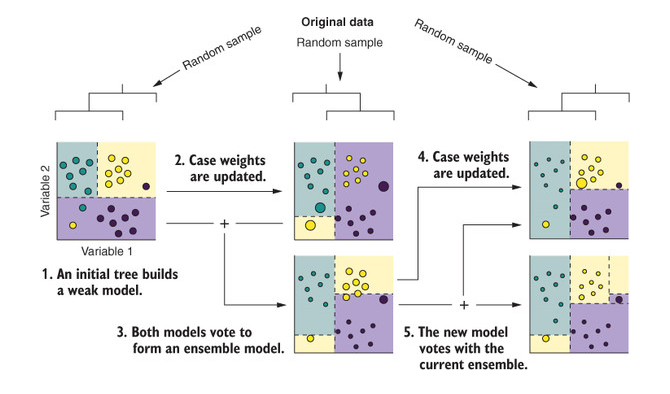 Original data
Random sample
Random sample
Random sample
Variable 2
Variable 1
1. An initial tree builds
a weak model.
2. Case weights
are updated.
+
3. Both models vote to
form an ensemble model.
4. Case weights
are updated.
+
5. The new model
votes with the
current ensemble.